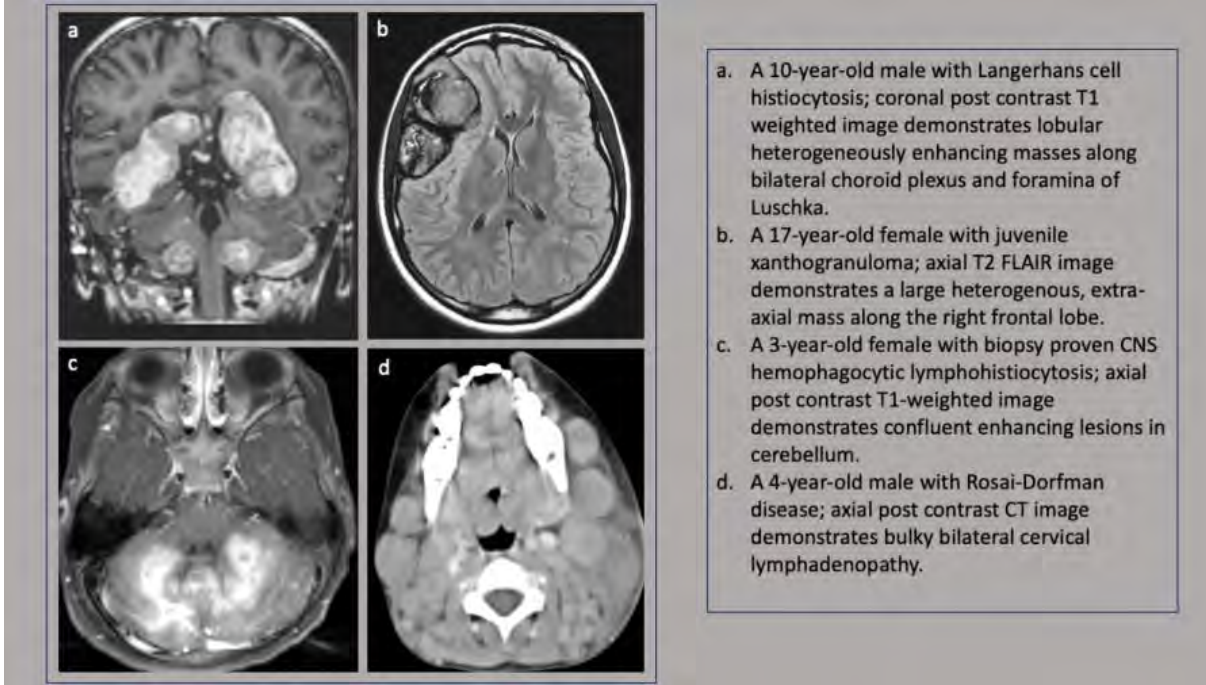 a
b
c
d
a. A 10-year-old male with Langerhans cell
histiocytosis; coronal post contrast T1
weighted image demonstrates lobular
heterogeneously enhancing masses along
bilateral choroid plexus and foramina of
Luschka.
b. A 17-year-old female with juvenile
xanthogranuloma; axial T2 FLAIR image
demonstrates a large heterogenous, extra-
axial mass along the right frontal lobe.
c. A 3-year-old female with biopsy proven CNS
hemophagocytic lymphohistiocytosis; axial
post contrast T1-weighted image
demonstrates confluent enhancing lesions in
cerebellum.
d. A 4-year-old male with Rosai-Dorfman
disease; axial post contrast CT image
demonstrates bulky bilateral cervical
lymphadenopathy.